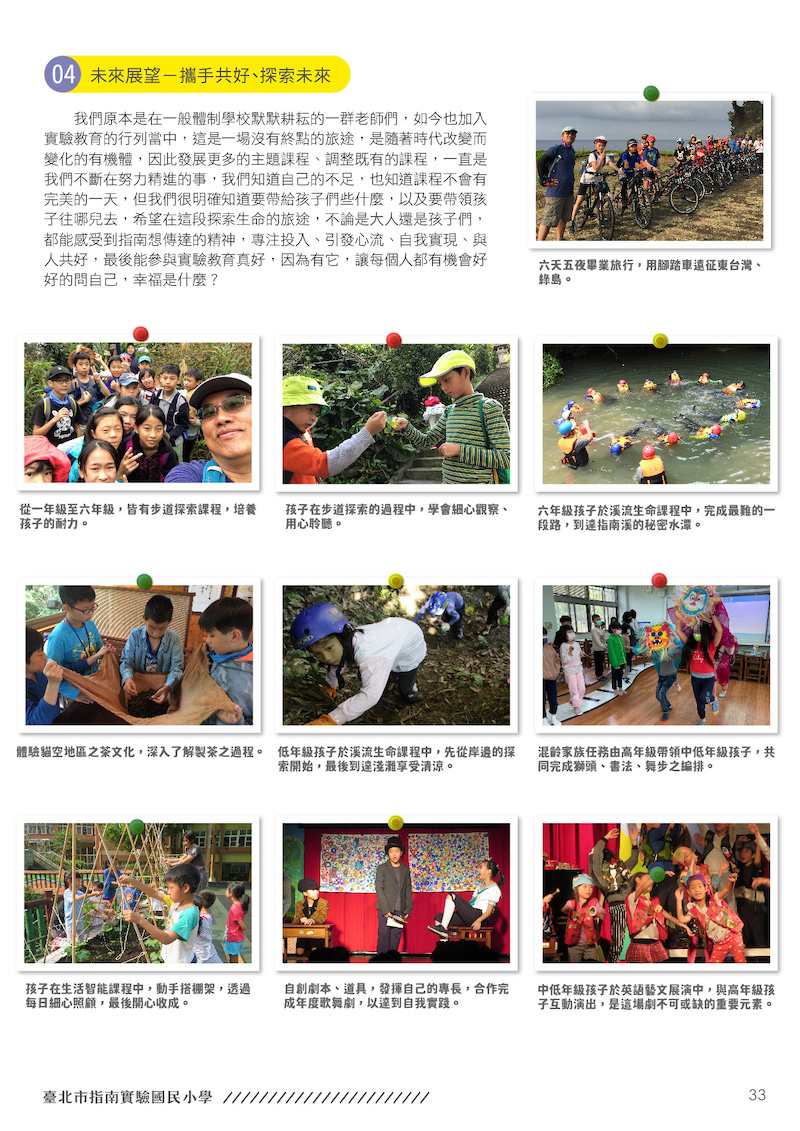 04 未來展望－攜手共好、探索未來
我們原本是在一般體制學校默默耕耘的一群老師們，如今也加入
實驗教育的行列當中，這是一場沒有終點的旅途，是隨著時代改變而
變化的有機體，因此發展更多的主題課程、調整既有的課程，一直是
我們不斷在努力精進的事，我們知道自己的不足，也知道課程不會有
完美的一天，但我們很明確知道要帶給孩子們些什麼，以及要帶領孩
子往哪兒去，希望在這段探索生命的旅途，不論是大人還是孩子們，
都能感受到指南想傳達的精神，專注投入、引發心流、自我實現、與
人共好，最後能參與實驗教育真好，因為有它，讓每個人都有機會好
好的問自己，幸福是什麼？
六天五夜畢業旅行，用腳踏車遠征東台灣、
綠島。
從一年級至六年級，皆有步道探索課程，培養
孩子的耐力。
孩子在步道探索的過程中，學會細心觀察、
用心聆聽。
六年級孩子於溪流生命課程中，完成最難的一
段路，到達指南溪的秘密水潭。
體驗貓空地區之茶文化，深入了解製茶之過程。
低年級孩子於溪流生命課程中，先從岸邊的探
索開始，最後到達淺灘享受清涼。
混齡家族任務由高年級帶領中低年級孩子，共
同完成獅頭、書法、舞步之編排。
孩子在生活智能課程中，動手搭棚架，透過
每日細心照顧，最後開心收成。
自創劇本、道具，發揮自己的專長，合作完
成年度歌舞劇，以達到自我實踐。
中低年級孩子於英語藝文展演中，與高年級孩
子互動演出，是這場劇不可或缺的重要元素。
臺北市指南實驗國民小學 ///////////////////////
33